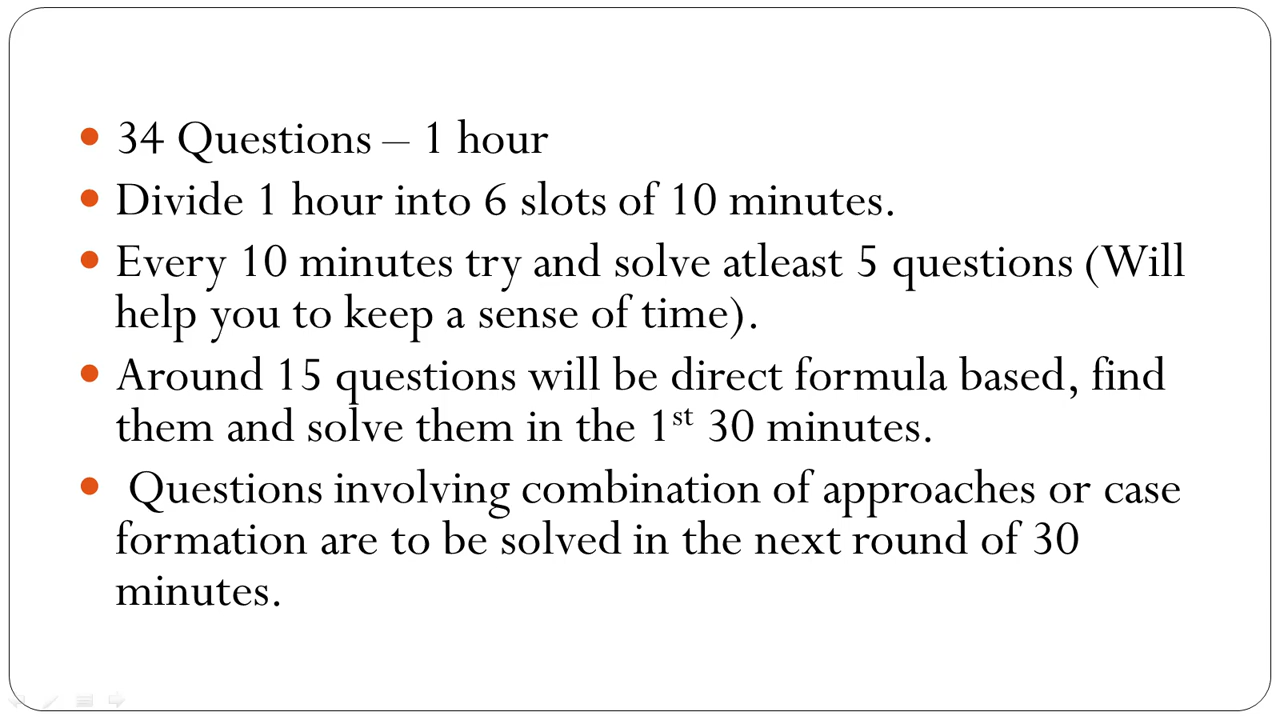 34 Questions – 1 hour
Divide 1 hour into 6 slots of 10 minutes.
Every 10 minutes try and solve atleast 5 questions (Will
help you to keep a sense of time).
Around 15 questions will be direct formula based, find
them and solve them in the 1st 30 minutes.
Questions involving combination of approaches or case
formation are to be solved in the next round of 30
minutes.